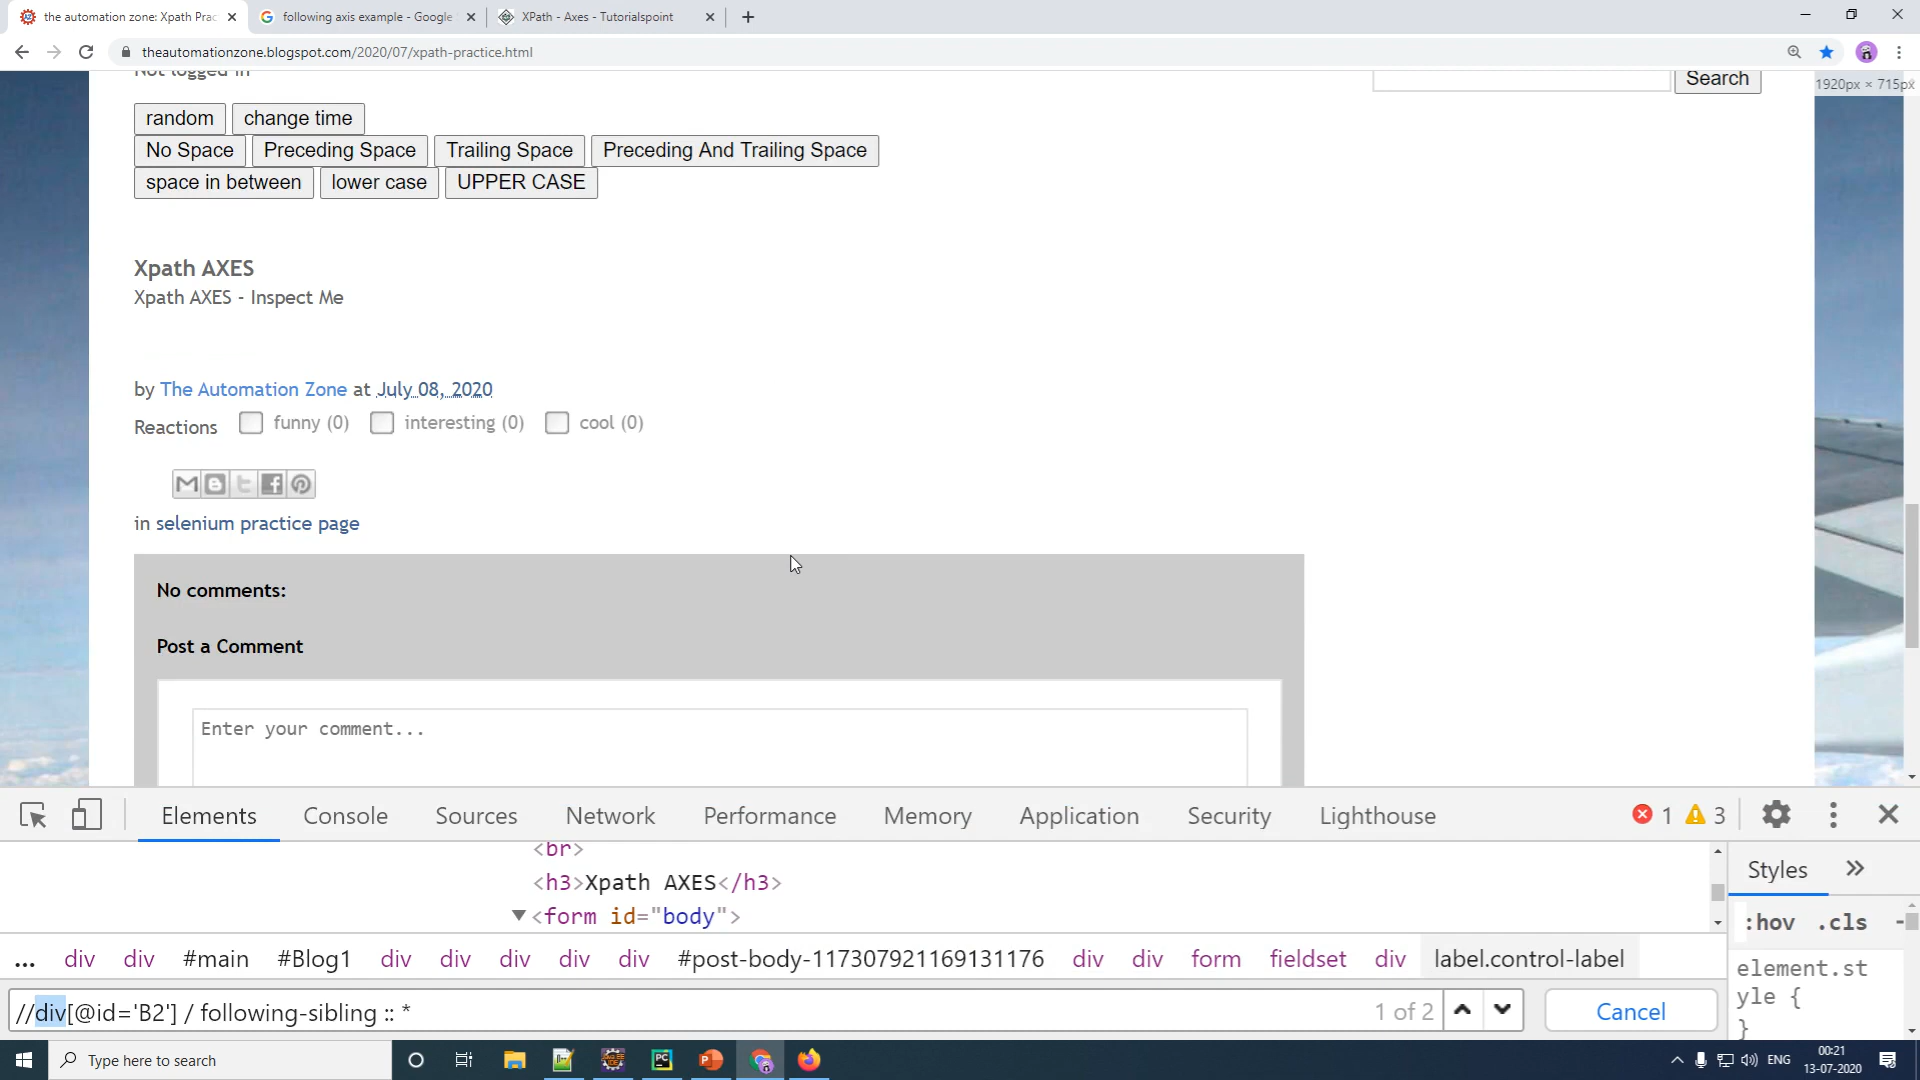 the automation zone: Xpath Prac
following axis example - Google
XPath - Axes - Tutorialspoint
theautomationzone.blogspot.com/2020/07/xpath-practice.html
Not logged in
Search
1920px × 715px
random
change time
No Space
Preceding Space
Trailing Space
Preceding And Trailing Space
space in between
lower case
UPPER CASE
Xpath AXES
Xpath AXES - Inspect Me
by The Automation Zone at July 08, 2020
Reactions
funny (0)
interesting (0)
cool (0)
in selenium practice page
No comments:
Post a Comment
Enter your comment...
Elements
Console
Sources
Network
Performance
Memory
Application
Security
Lighthouse
1
3
<br>
<h3>Xpath AXES</h3>
<form id="body">
Styles
:hov .cls
... div div #main #Blog1 div div div div div #post-body-117307921169131176 div div form fieldset div label.control-label
element.st
yle {
}
//div[@id='B2'] / following-sibling :: *
1 of 2
Cancel
Type here to search
ENG
00:21
13-07-2020